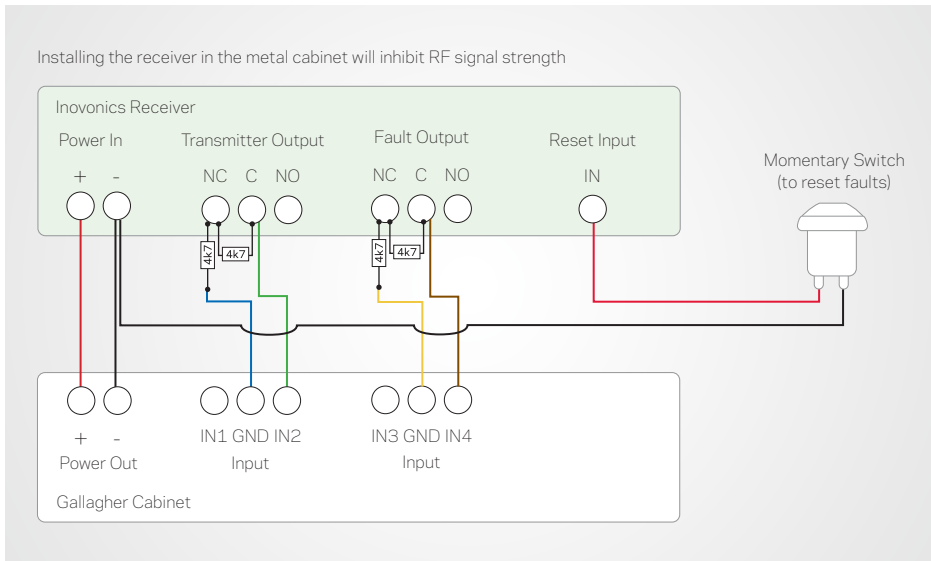 Installing the receiver in the metal cabinet will inhibit RF signal strength
Inovonics Receiver
Power In
Transmitter Output
Fault Output
Reset Input
+ -
NC C NO
NC C NO
IN
Momentary Switch
(to reset faults)
4k7
4k7
4k7
4k7
IN1 GND IN2
IN3 GND IN4
+ -
Power Out
Input
Input
Gallagher Cabinet